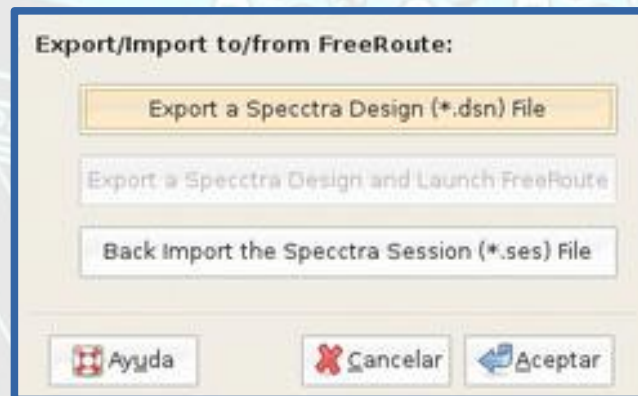 Export/Import to/from FreeRoute:
Export a Specctra Design (*.dsn) File
Export a Specctra Design and Launch FreeRoute
Back Import the Specctra Session (*.ses) File
Ayuda
Cancelar
Aceptar